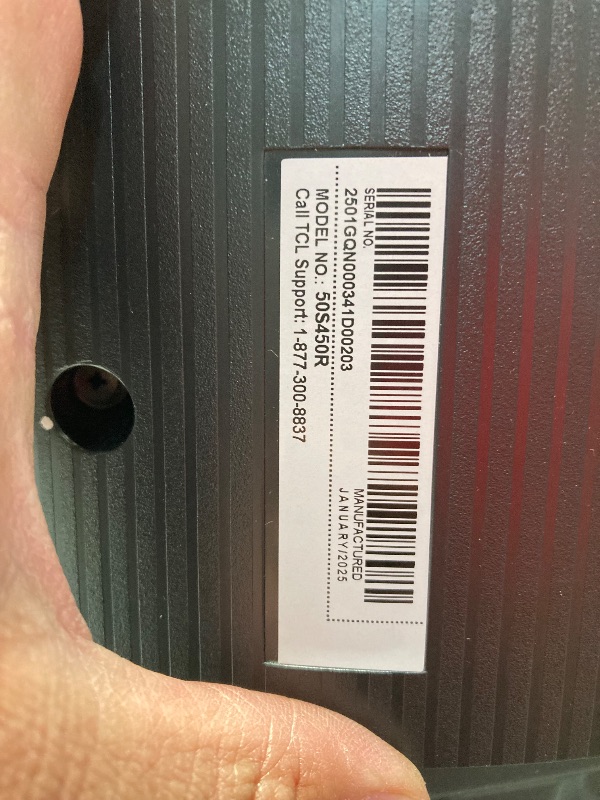 SERIAL NO.
2501GQN000341D00203
MANUFACTURED
JANUARY/2025
MODEL NO.: 50S450R
Call TCL Support: 1-877-300-8837